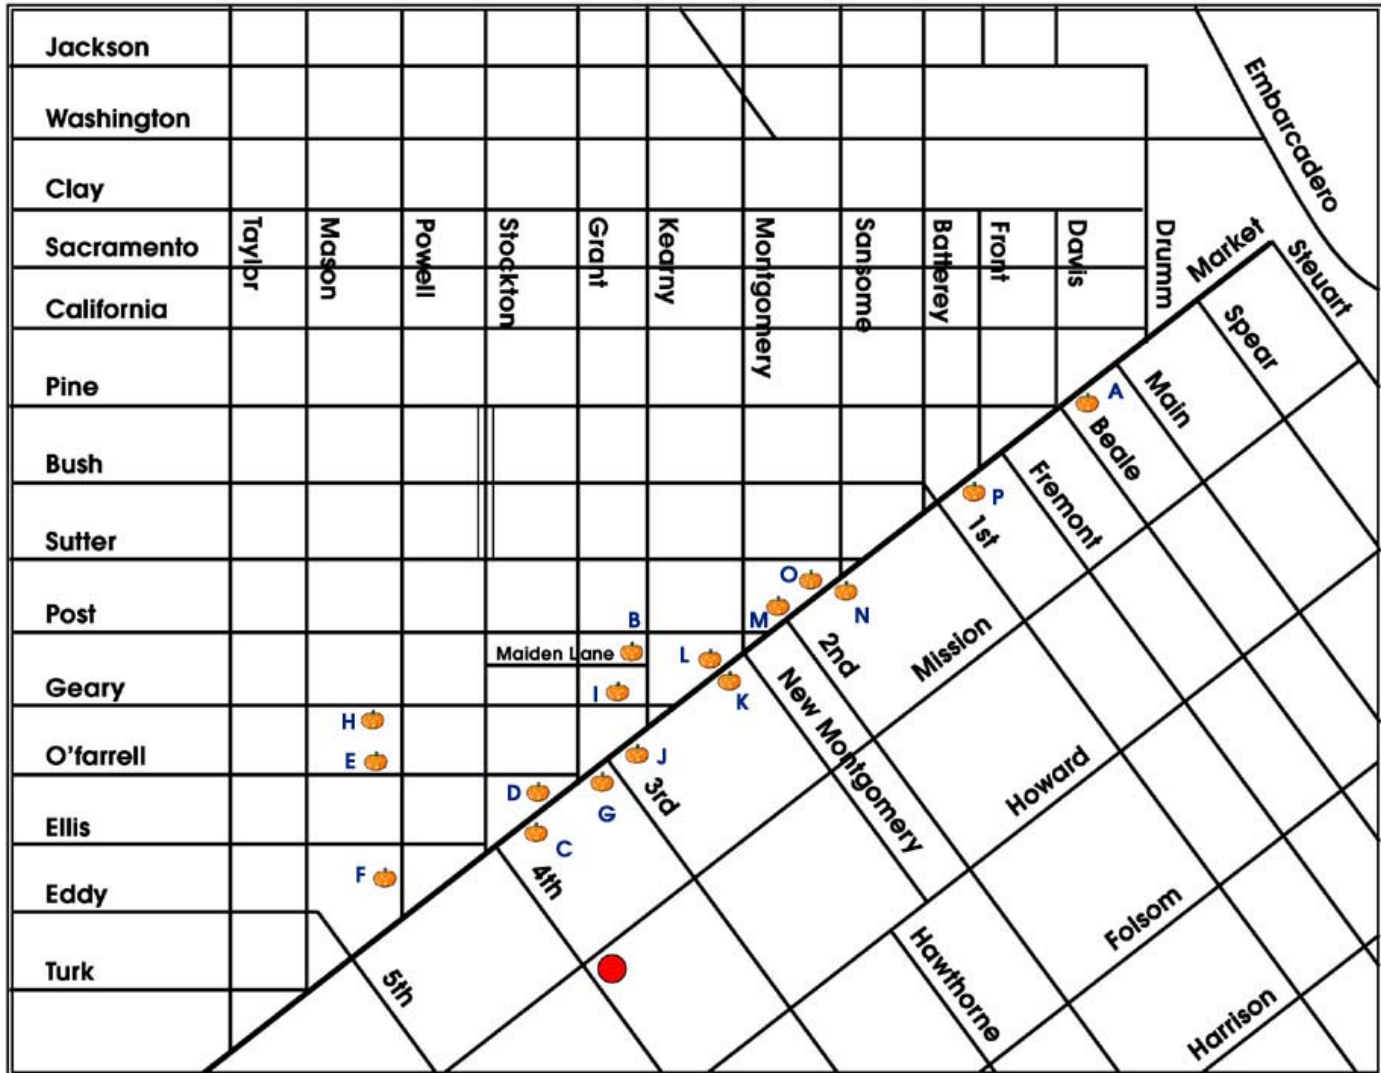 Jackson
Washington
Clay
Sacramento
California
Pine
Bush
Sutter
Post
Geary
O'farrell
Ellis
Eddy
Turk
Taylor
Mason
Powell
Stockton
Grant
Kearny
Montgomery
Sansome
Batterey
Front
Davis
Drumm
Market
Embarcadero
Steuart
Spear
Main
Beale
Fremont
1st
2nd
New Montgomery
3rd
4th
5th
Hawthorne
Mission
Howard
Folsom
Harrison
Maiden Lane
A
P
O
N
M
B
L
K
I
H
E
J
D
G
C
F